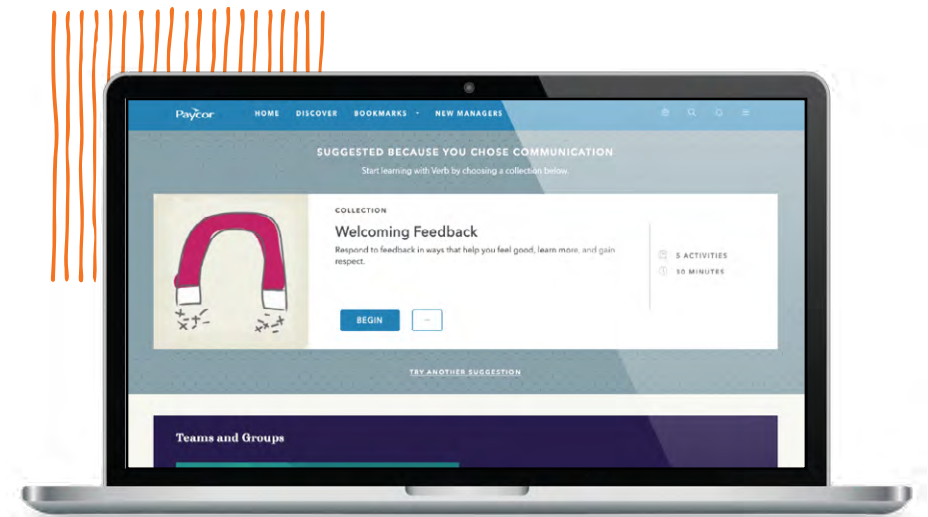 Paycor HOME DISCOVER BOOKMARKS NEW MANAGERS
SUGGESTED BECAUSE YOU CHOSE COMMUNICATION
Start learning with Verb by choosing a collection below.
COLLECTION
Welcoming Feedback
Respond to feedback in ways that help you feel good, learn more, and gain
respect.
5 ACTIVITIES
30 MINUTES
BEGIN
TRY ANOTHER SUGGESTION
Teams and Groups